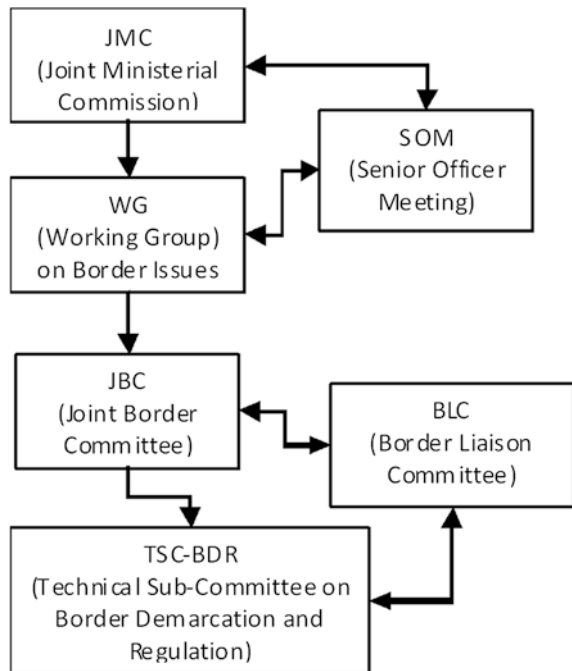 JMC
(Joint Ministerial
Commission)
SOM
(Senior Officer
Meeting)
WG
(Working Group)
on Border Issues
JBC
(Joint Border
Committee)
BLC
(Border Liaison
Committee)
TSC-BDR
(Technical Sub-Committee on
Border Demarcation and
Regulation)